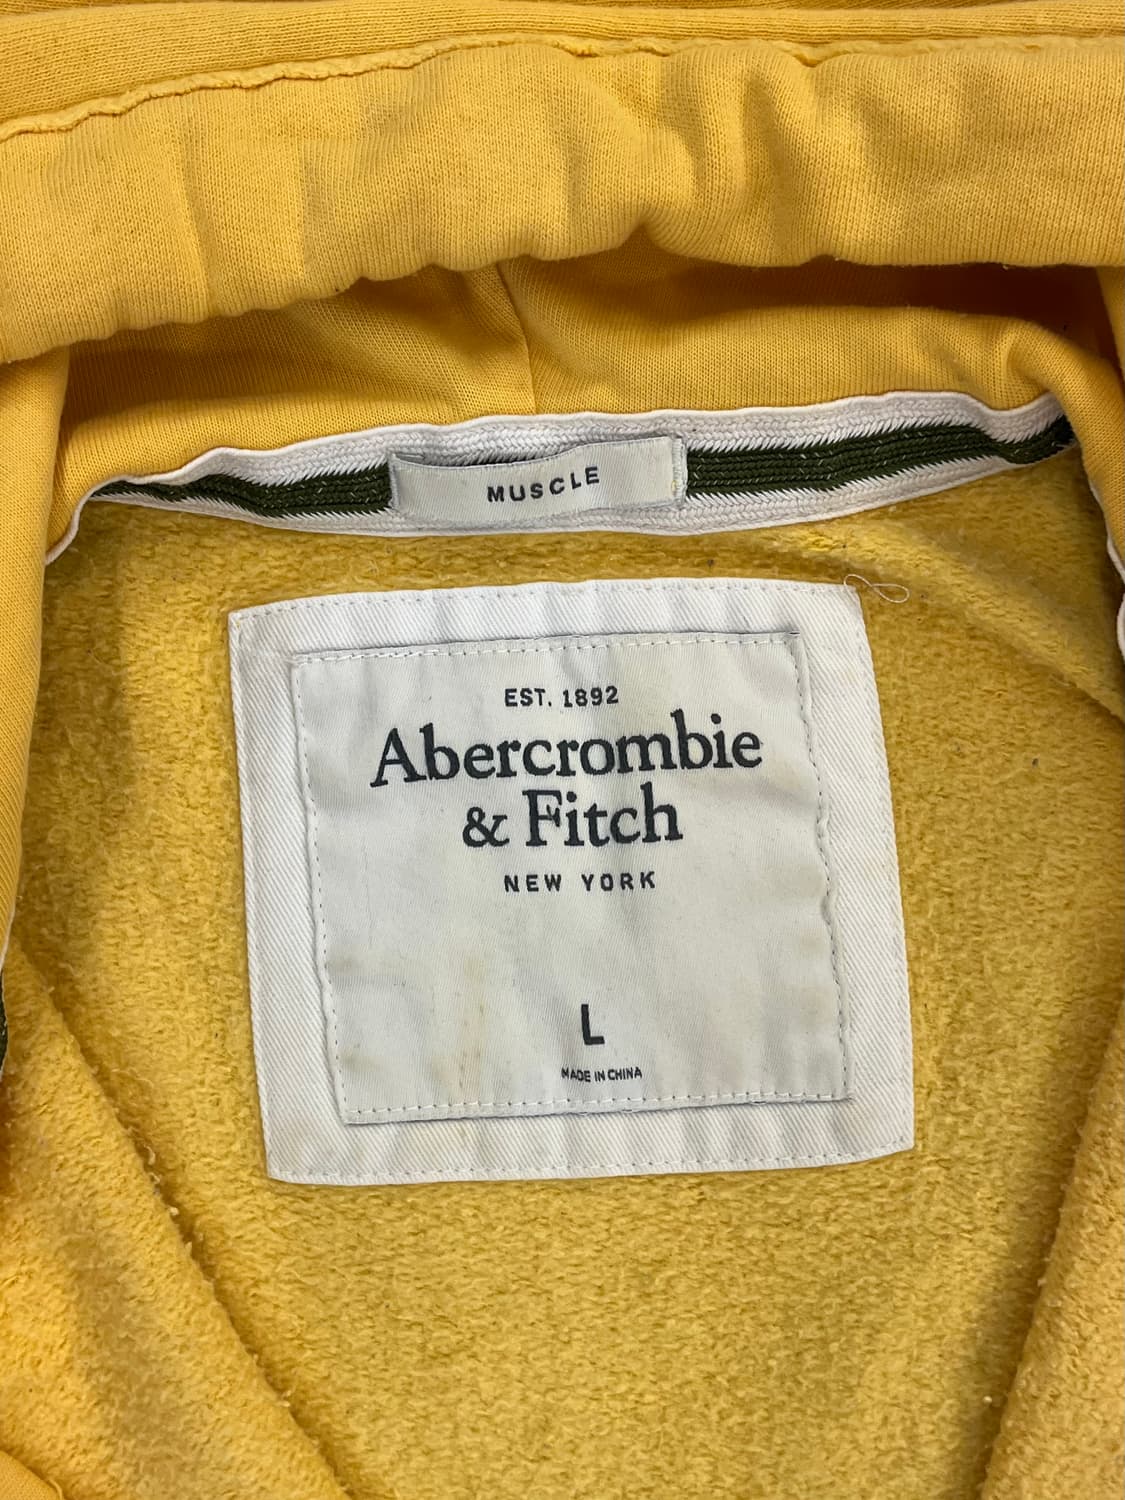 MUSCLE
EST. 1892
Abercrombie
& Fitch
NEW YORK
L
MADE IN CHINA